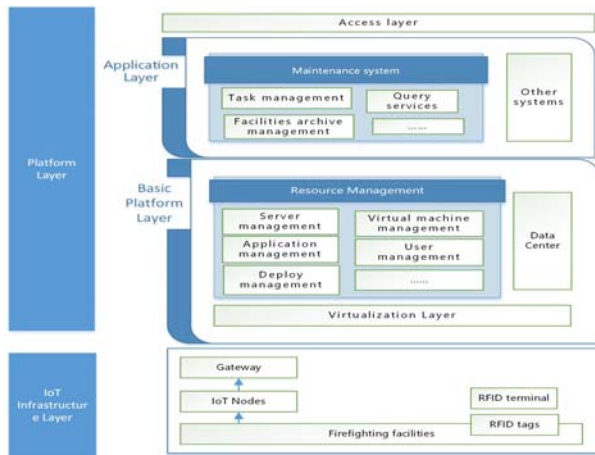 Access layer
Application
Layer
Maintenance system
Task management
Query
services
Facilities archive
management
......
Other
systems
Platform
Layer
Basic
Platform
Layer
Resource Management
Server
management
Virtual machine
management
Application
management
User
management
Deploy
management
......
Data
Center
Virtualization Layer
IoT
Infrastructur
e Layer
Gateway
IoT Nodes
RFID terminal
RFID tags
Firefighting facilities